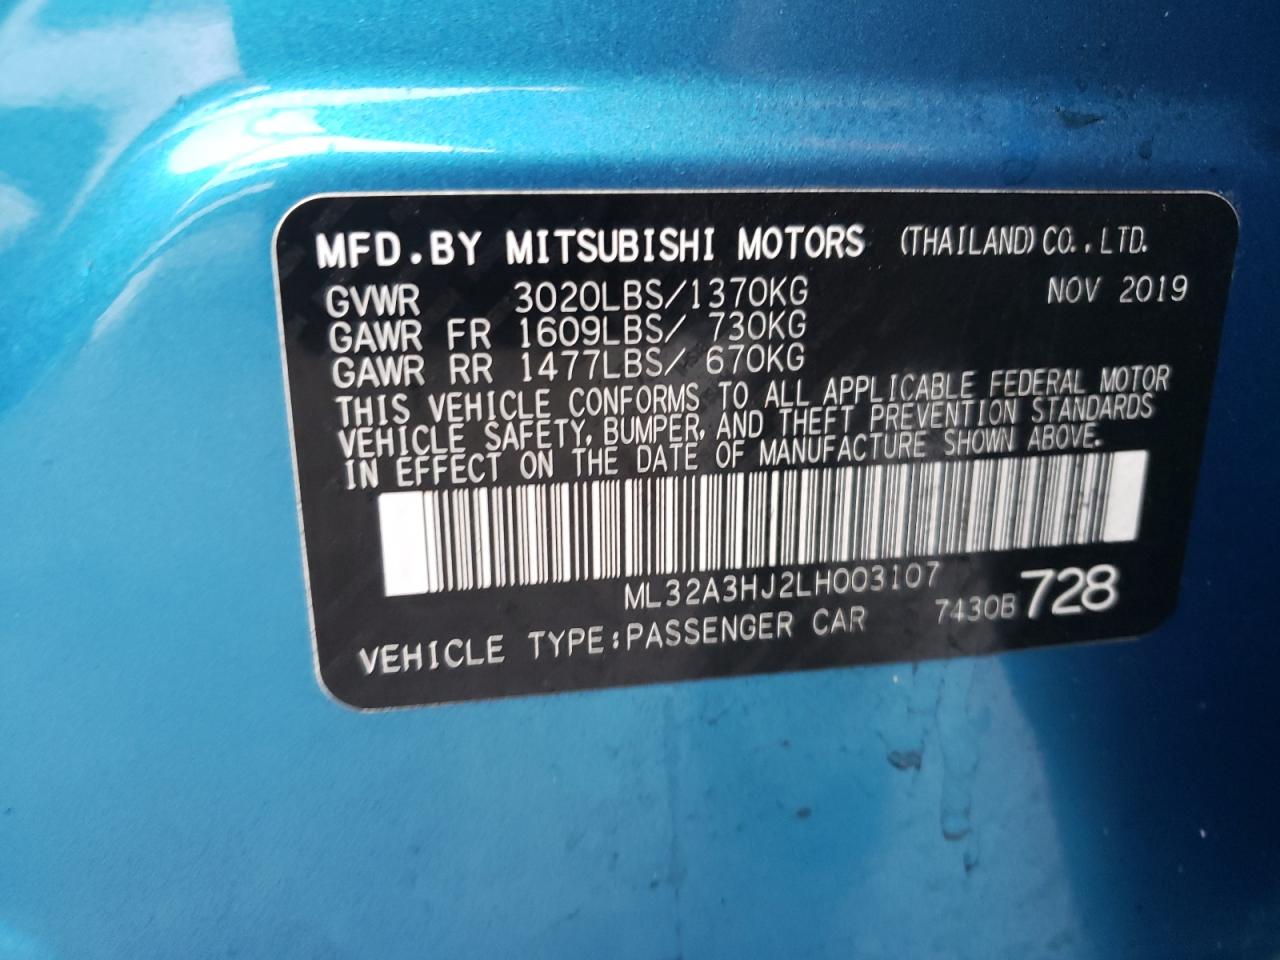 MFD.BY MITSUBISHI MOTORS (THAILAND) CO., LTD.
GVWR 3020LBS/1370KG NOV 2019
GAWR FR 1609LBS/ 730KG
GAWR RR 1477LBS/ 670KG
THIS VEHICLE CONFORMS TO ALL APPLICABLE FEDERAL MOTOR
VEHICLE SAFETY, BUMPER, AND THEFT PREVENTION STANDARDS
IN EFFECT ON THE DATE OF MANUFACTURE SHOWN ABOVE.
ML32A3HJ2LH003107
VEHICLE TYPE:PASSENGER CAR 7430B 728